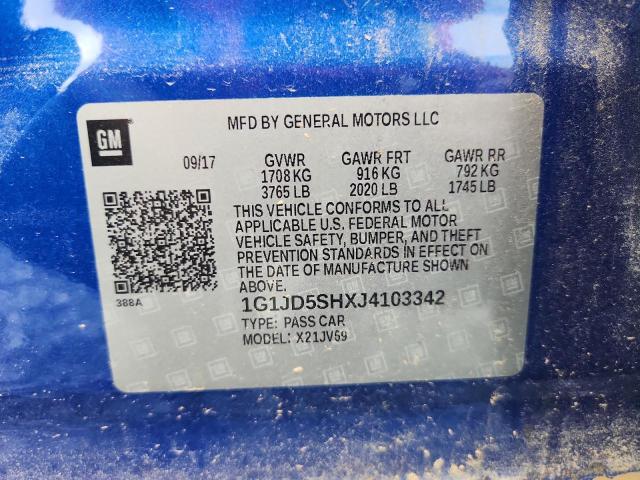 GM
MFD BY GENERAL MOTORS LLC
09/17 GVWR GAWR FRT GAWR RR
1708 KG 916 KG 792 KG
3765 LB 2020 LB 1745 LB
THIS VEHICLE CONFORMS TO ALL
APPLICABLE U.S. FEDERAL MOTOR
VEHICLE SAFETY, BUMPER, AND THEFT
PREVENTION STANDARDS IN EFFECT ON
THE DATE OF MANUFACTURE SHOWN
ABOVE.
388A
1G1JD5SHXJ4103342
TYPE: PASS CAR
MODEL: X21JV69